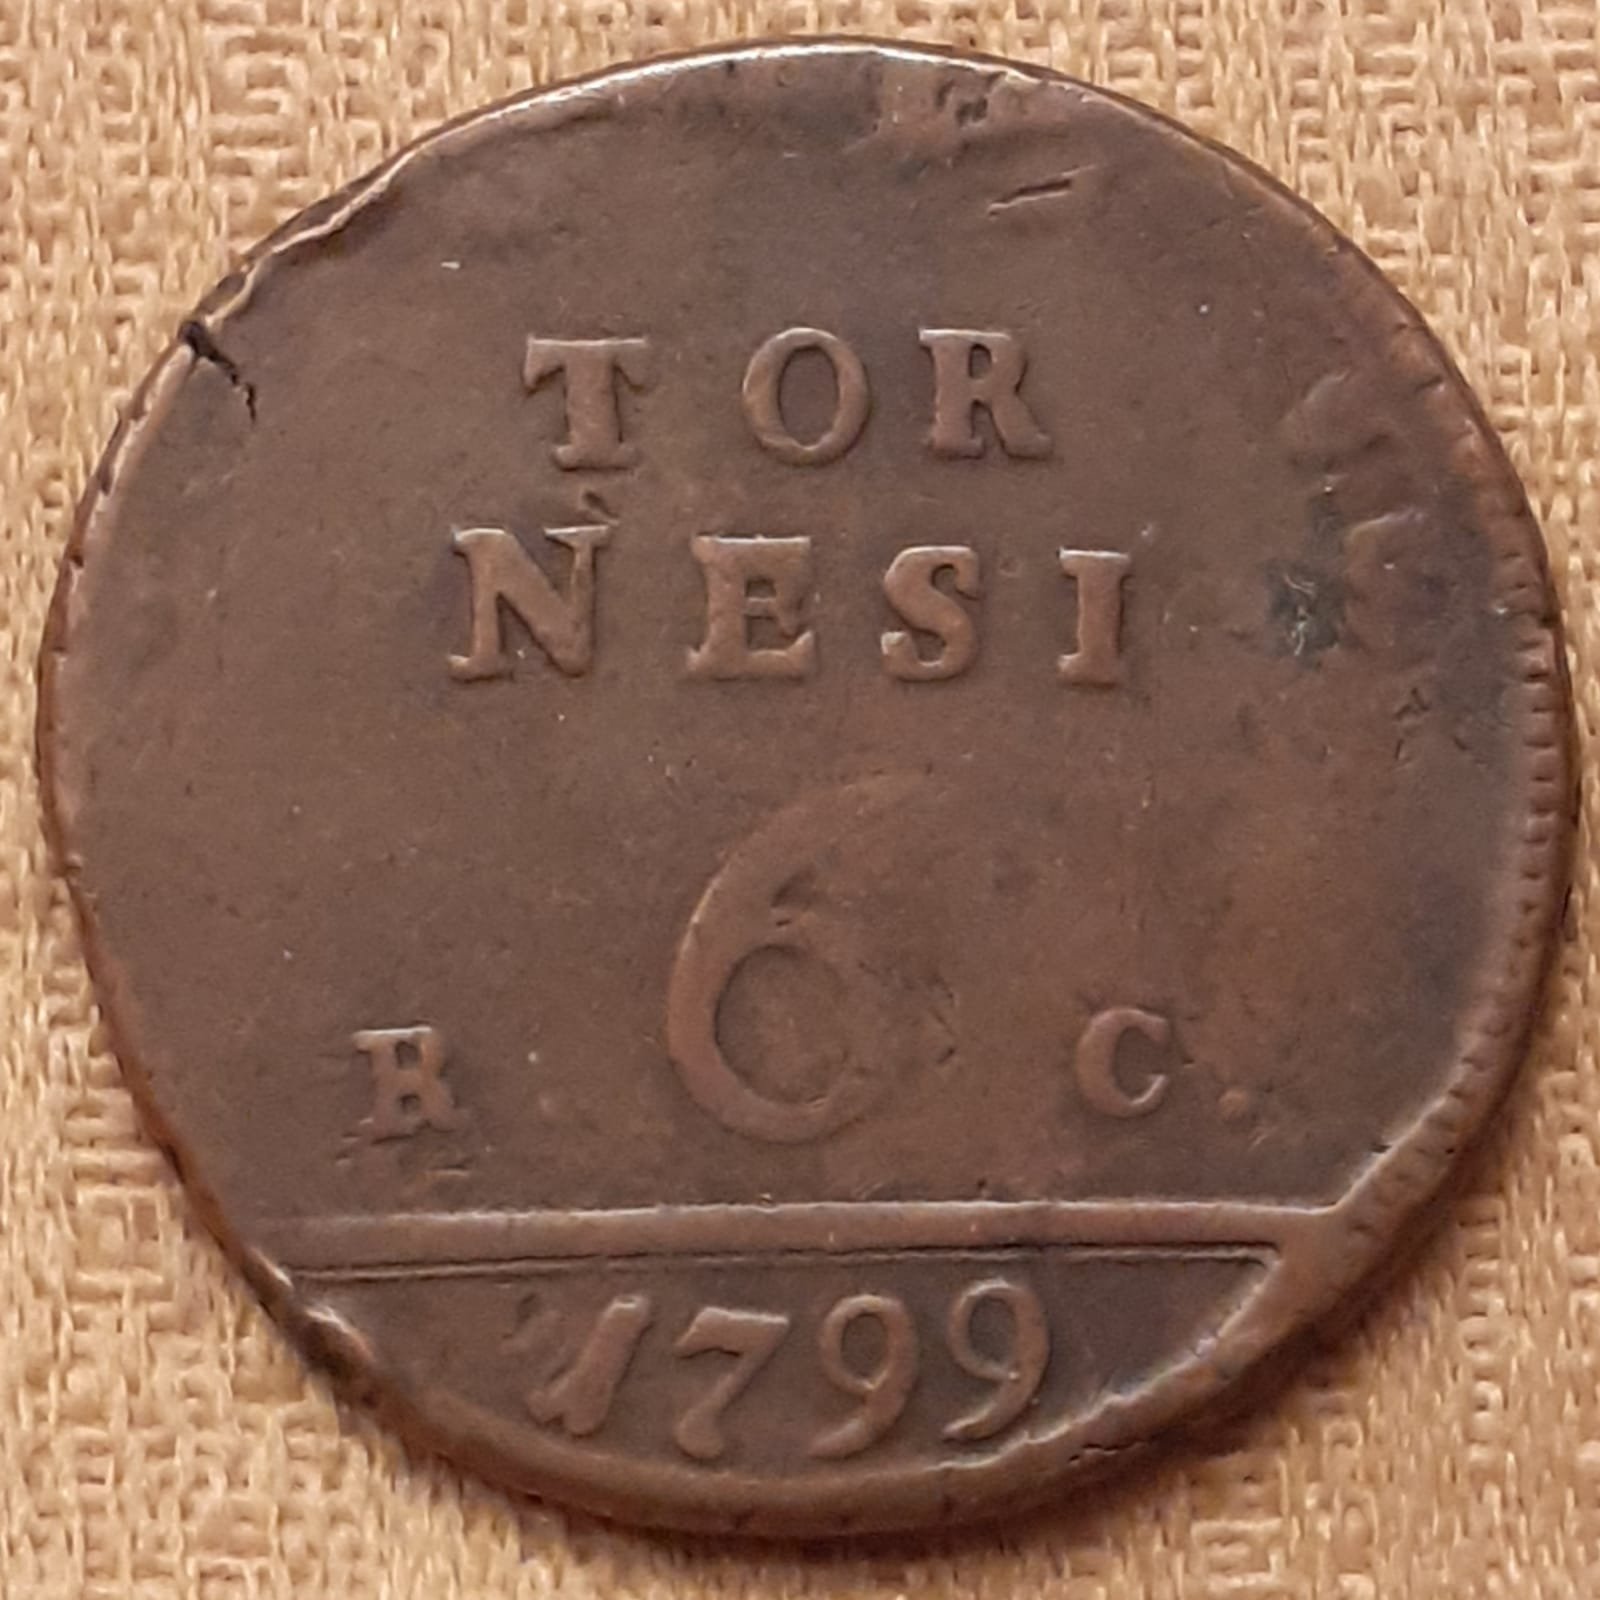 TOR
NESI
6
R. C.
1799